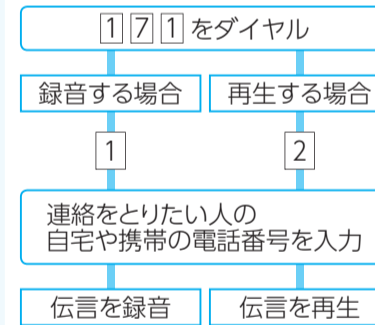 171をダイヤル
録音する場合
再生する場合
1
2
連絡をとりたい人の
自宅や携帯の電話番号を入力
伝言を録音
伝言を再生